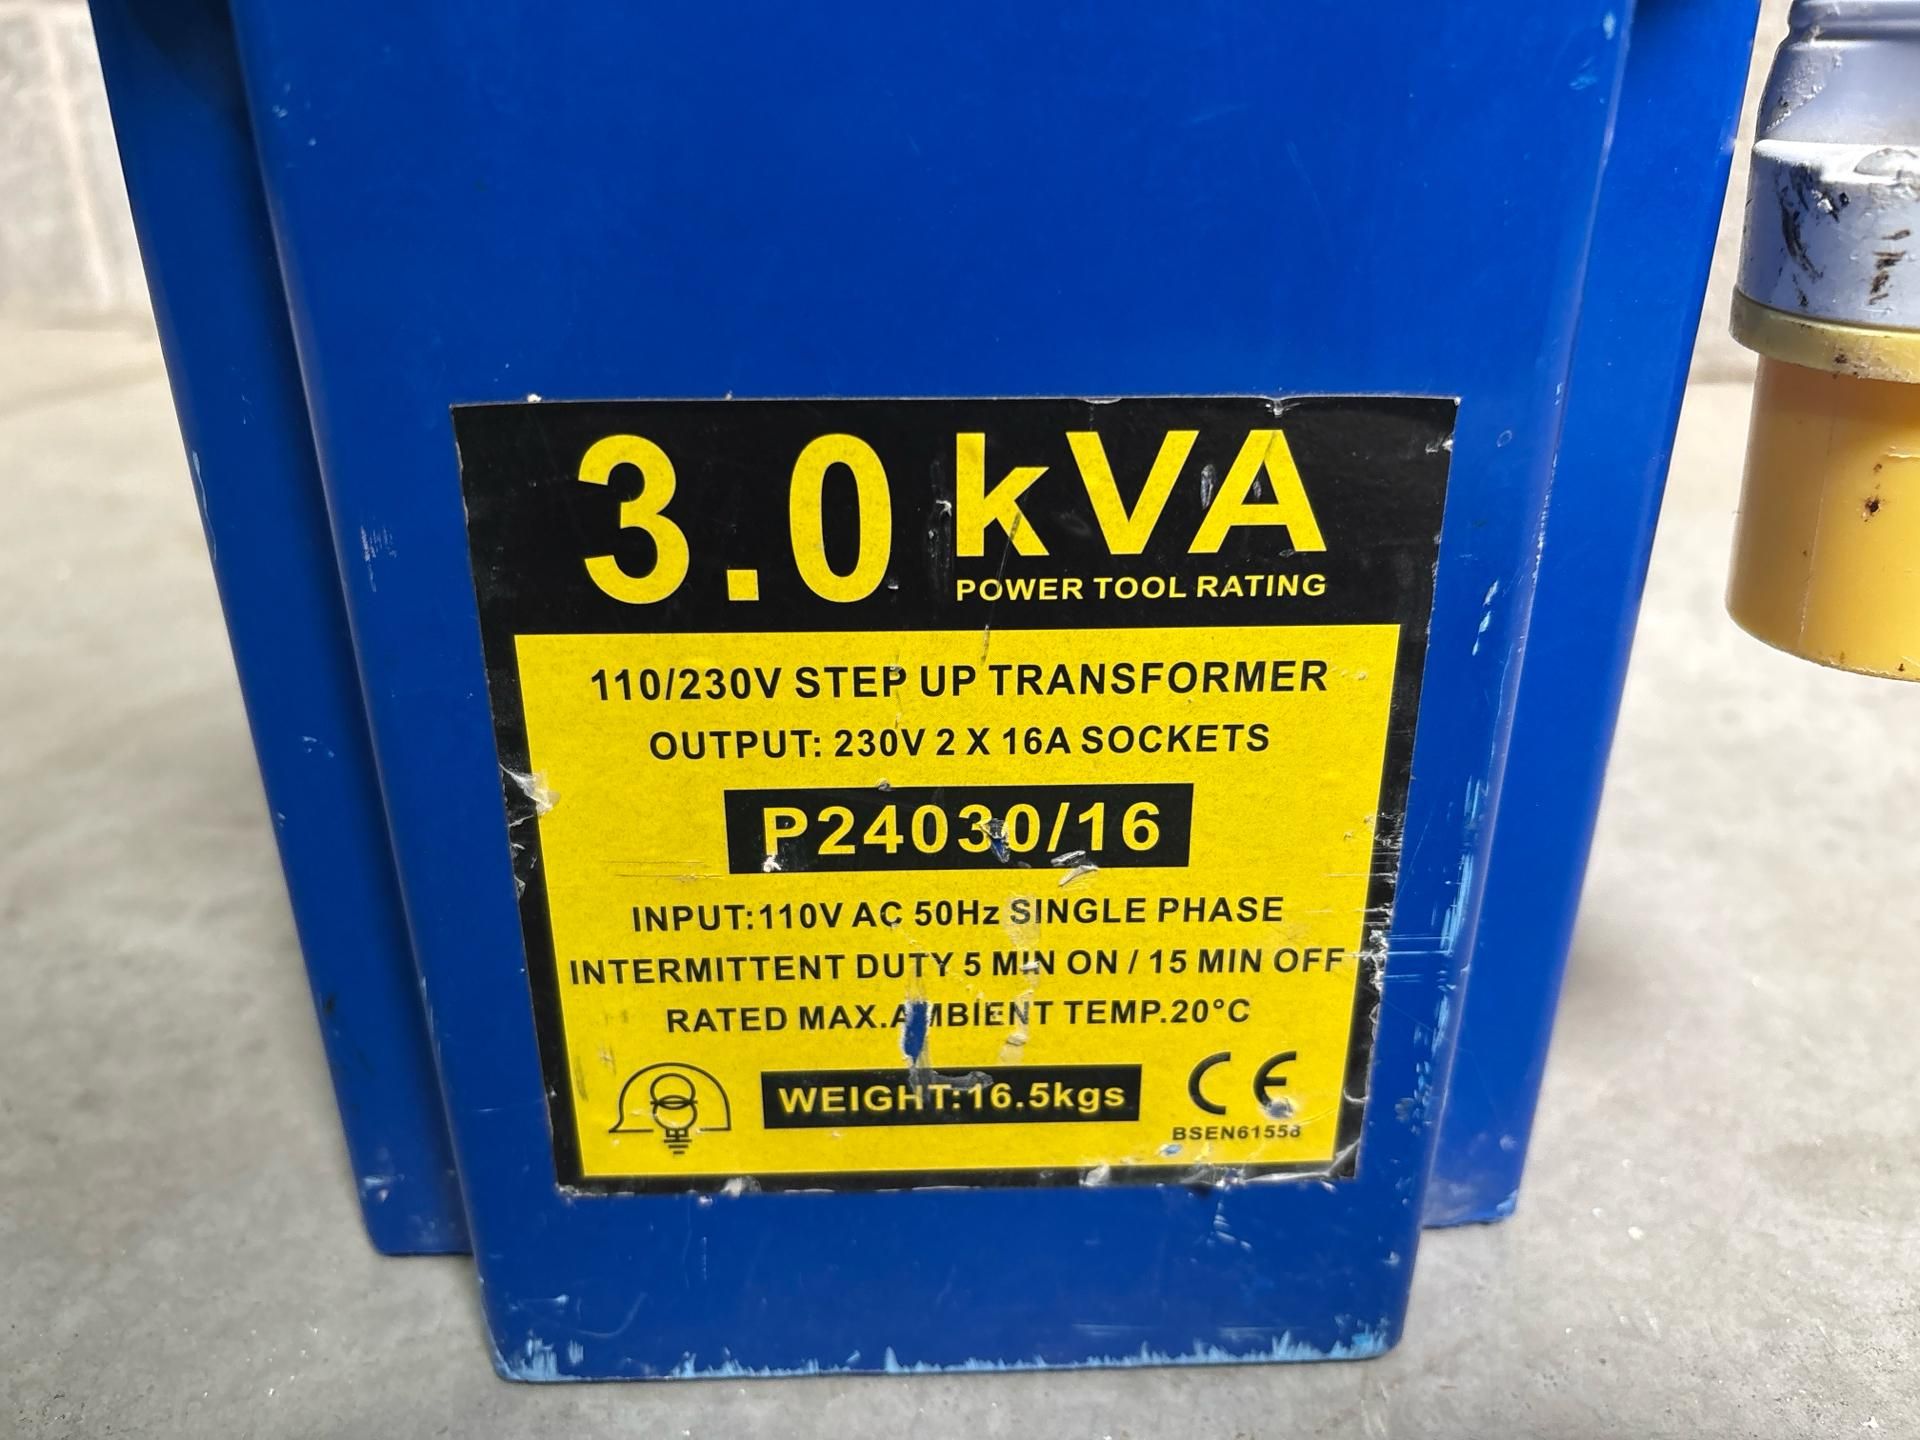 3.0 kVA
POWER TOOL RATING
110/230V STEP UP TRANSFORMER
OUTPUT: 230V 2 X 16A SOCKETS
P24030/16
INPUT:110V AC 50Hz SINGLE PHASE
INTERMITTENT DUTY 5 MIN ON / 15 MIN OFF
RATED MAX.AMBIENT TEMP.20°C
WEIGHT:16.5kgs
CE
BSEN61558